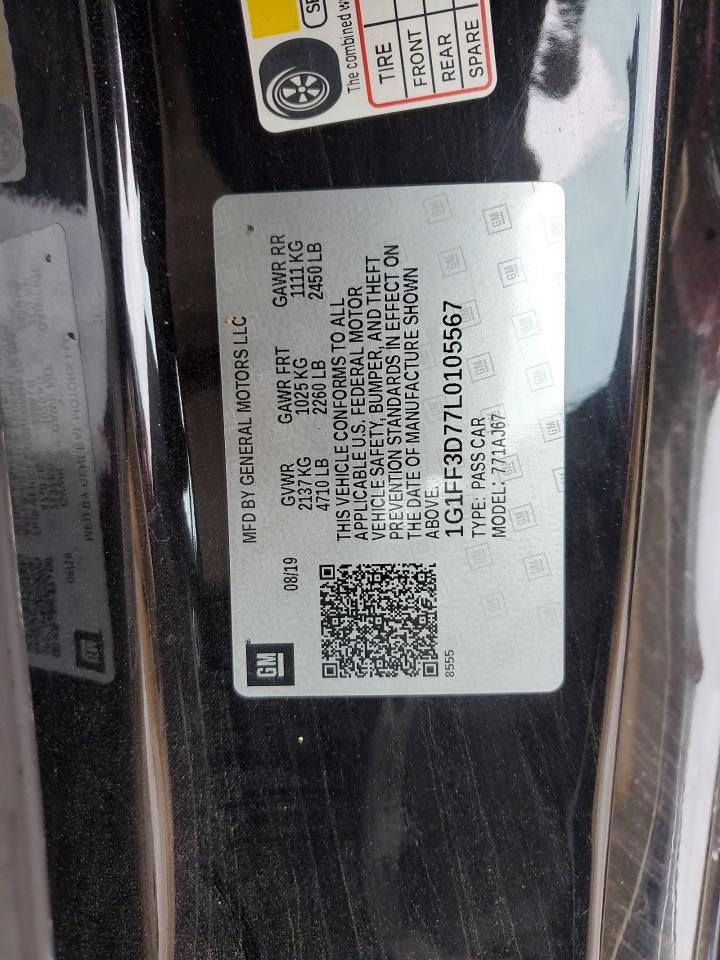 SE
The combined w
TIRE
FRONT
REAR
SPARE
GM
MFD BY GENERAL MOTORS LLC
08/19
GVWR GAWR FRT GAWR RR
2137 KG 1025 KG 1111 KG
4710 LB 2260 LB 2450 LB
THIS VEHICLE CONFORMS TO ALL
APPLICABLE U.S. FEDERAL MOTOR
VEHICLE SAFETY, BUMPER, AND THEFT
PREVENTION STANDARDS IN EFFECT ON
THE DATE OF MANUFACTURE SHOWN
ABOVE.
1G1FF3D77L0105567
TYPE: PASS CAR
MODEL: 771AJ67
8555